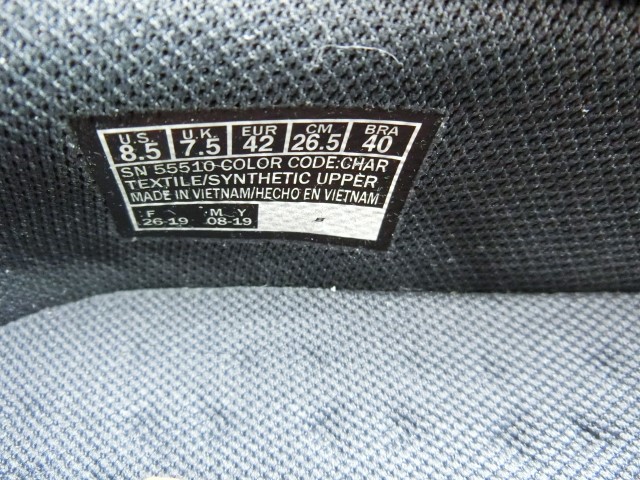 U.S. U.K. EUR CM BRA
8.5 7.5 42 26.5 40
SN 55510 COLOR CODE:CHAR
TEXTILE/SYNTHETIC UPPER
MADE IN VIETNAM/HECHO EN VIETNAM
F M Y
26-19 08-19